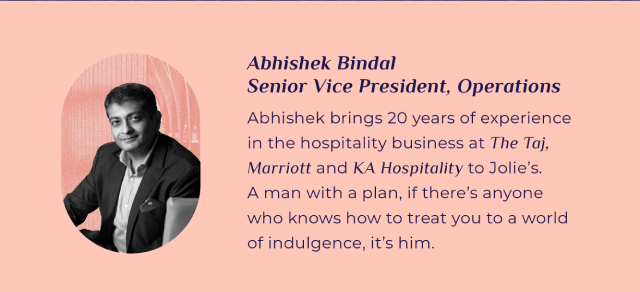 Abhishek Bindal
Senior Vice President, Operations
Abhishek brings 20 years of experience
in the hospitality business at The Taj,
Marriott and KA Hospitality to Jolie’s.
A man with a plan, if there’s anyone
who knows how to treat you to a world
of indulgence, it’s him.